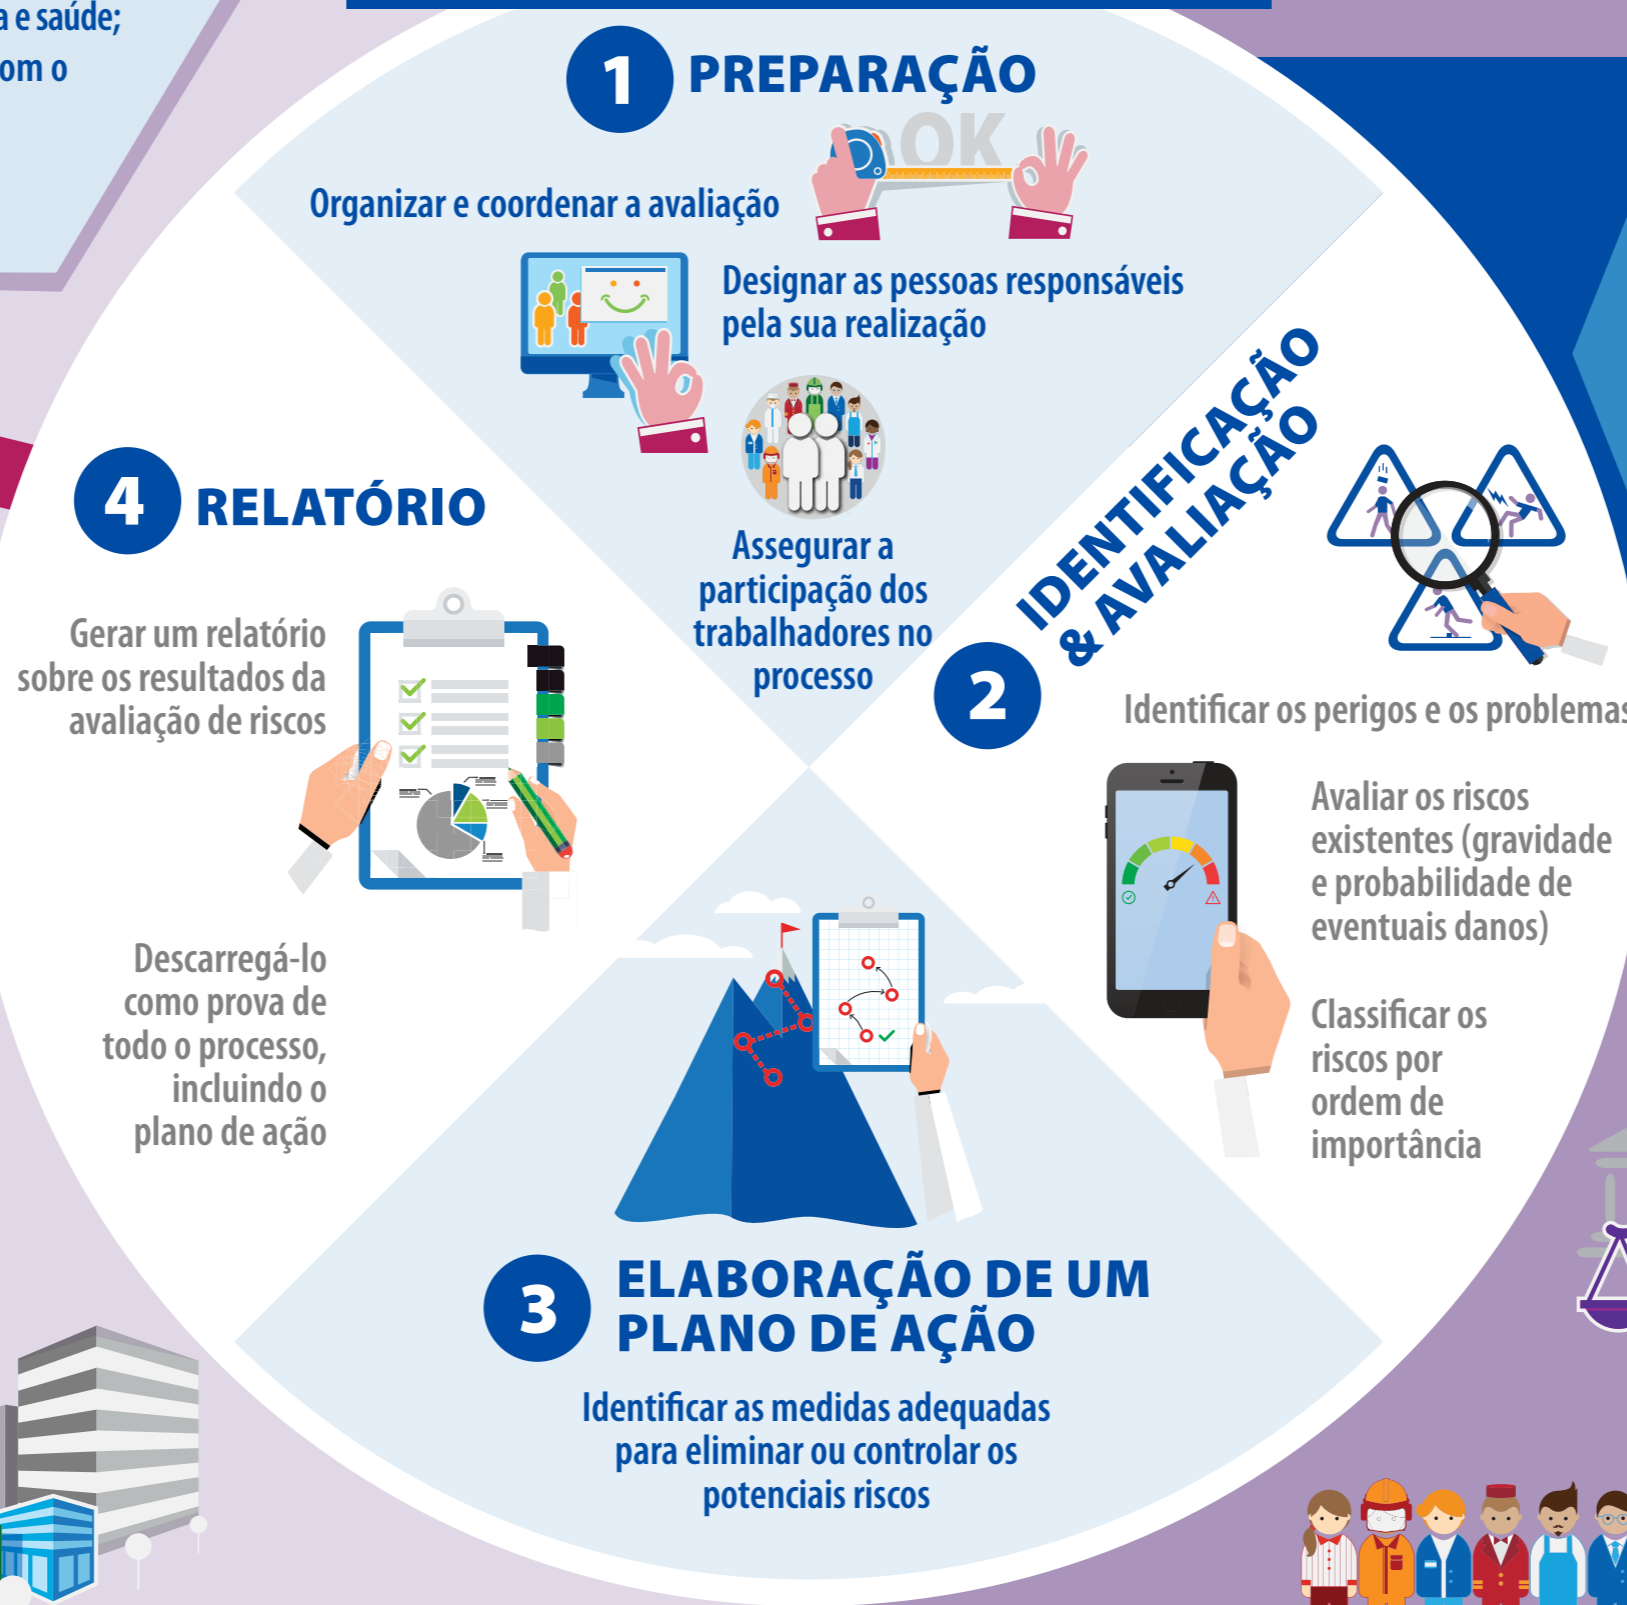 a e saúde;
om o
1 PREPARAÇÃO
OK
Organizar e coordenar a avaliação
Designar as pessoas responsáveis
pela sua realização
Assegurar a
participação dos
trabalhadores no
processo
2 IDENTIFICAÇÃO
& AVALIAÇÃO
Identificar os perigos e os problemas
Avaliar os riscos
existentes (gravidade
e probabilidade de
eventuais danos)
Classificar os
riscos por
ordem de
importância
3 ELABORAÇÃO DE UM
PLANO DE AÇÃO
Identificar as medidas adequadas
para eliminar ou controlar os
potenciais riscos
4 RELATÓRIO
Gerar um relatório
sobre os resultados da
avaliação de riscos
Descarregá-lo
como prova de
todo o processo,
incluindo o
plano de ação